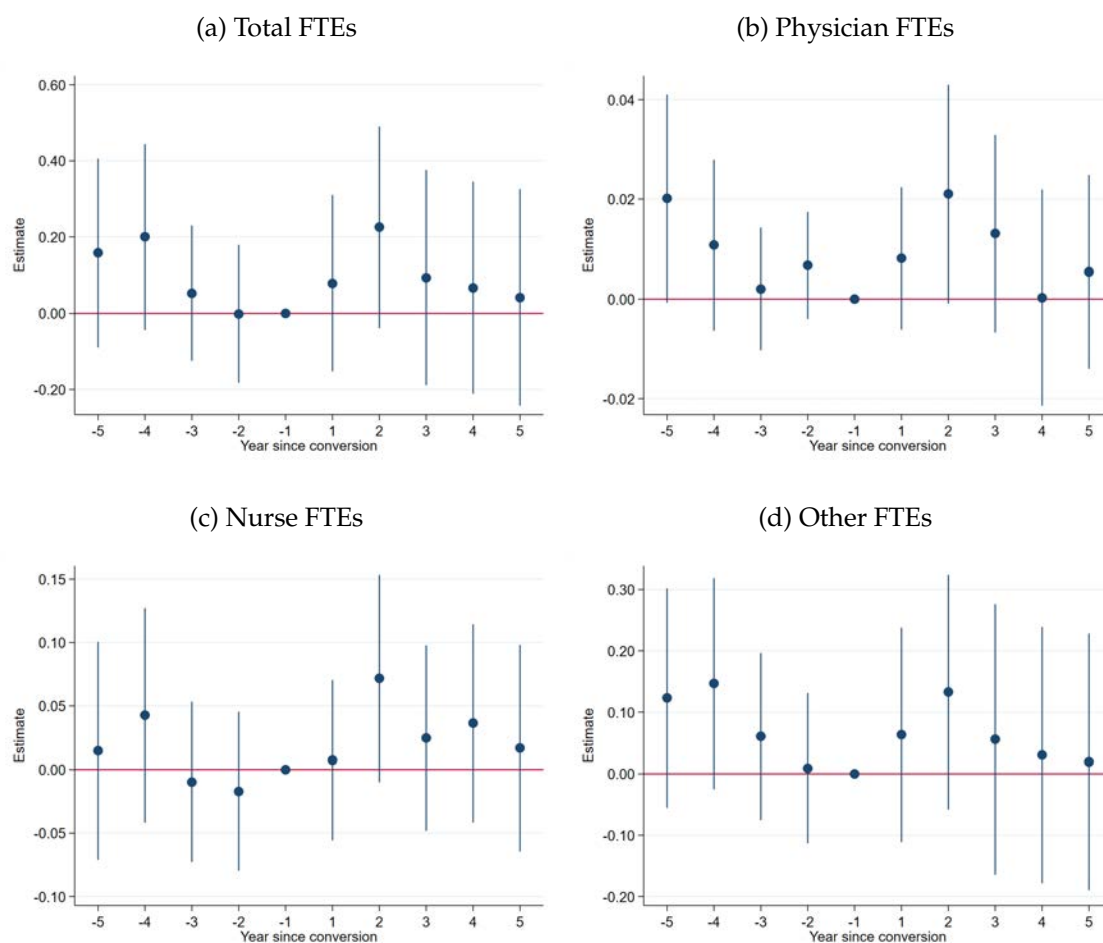 (a) Total FTEs
0.60
0.40
0.20
0.00
-0.20
Estimate
-5 -4 -3 -2 -1 1 2 3 4 5
Year since conversion
(b) Physician FTEs
0.04
0.02
0.00
-0.02
Estimate
-5 -4 -3 -2 -1 1 2 3 4 5
Year since conversion
(c) Nurse FTEs
0.15
0.10
0.05
0.00
-0.05
-0.10
Estimate
-5 -4 -3 -2 -1 1 2 3 4 5
Year since conversion
(d) Other FTEs
0.30
0.20
0.10
0.00
-0.10
-0.20
Estimate
-5 -4 -3 -2 -1 1 2 3 4 5
Year since conversion